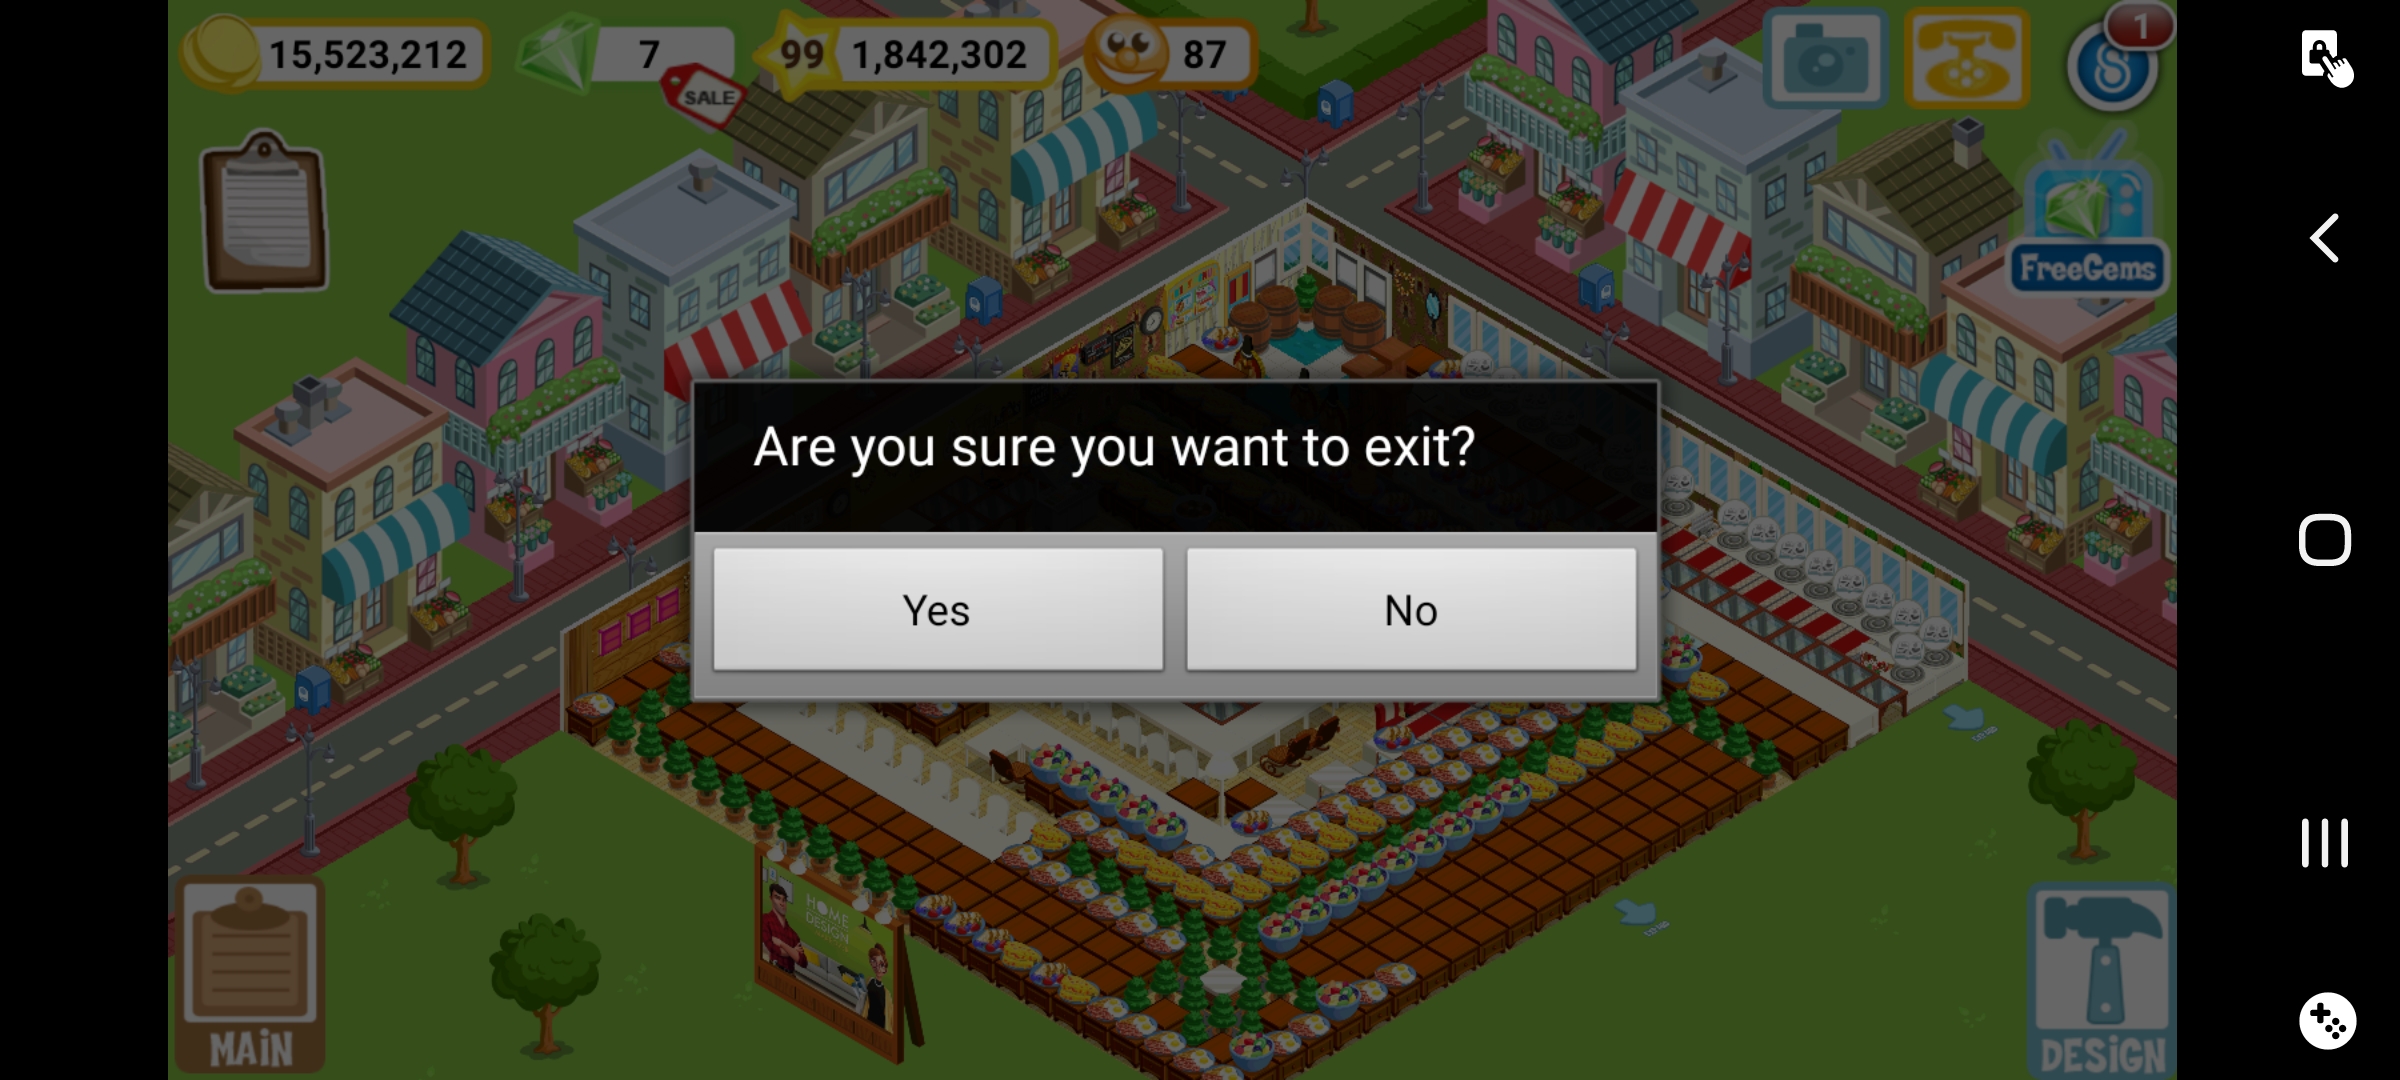 15,523,212
7
99
1,842,302
87
1
SALE
FreeGems
Are you sure you want to exit?
Yes
No
HOME
DESIGN
MAIN
DESIGN